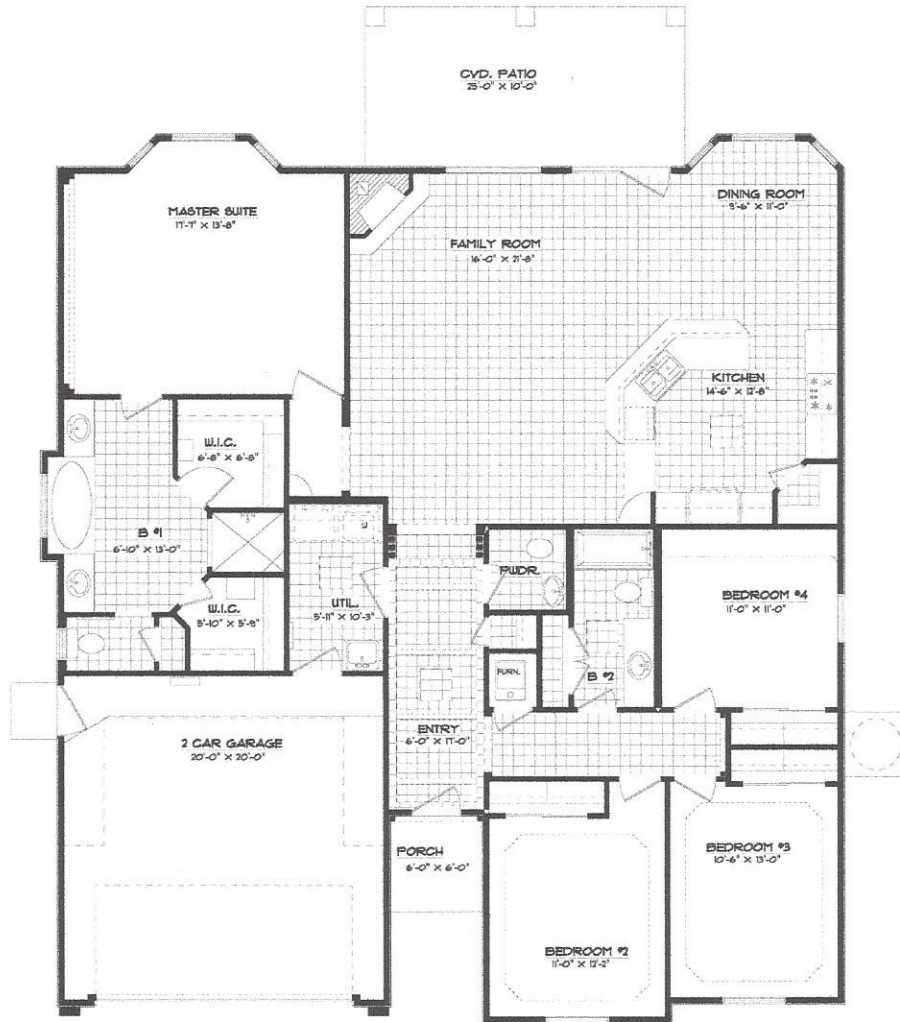 CVD. PATIO
25'-0" X 10'-0"
MASTER SUITE
17'-7" X 13'-8"
DINING ROOM
9'-6" X 11'-0"
FAMILY ROOM
16'-0" X 21'-8"
KITCHEN
14'-6" X 12'-8"
W.I.C.
6'-8" X 6'-8"
B #1
6'-10" X 13'-0"
W.I.C.
5'-10" X 5'-9"
UTIL.
5'-11" X 10'-3"
PWDR.
BEDROOM #4
11'-0" X 11'-0"
FURN.
B #2
ENTRY
6'-0" X 17'-0"
2 CAR GARAGE
20'-0" X 20'-0"
PORCH
6'-0" X 6'-0"
BEDROOM #3
10'-6" X 13'-0"
BEDROOM #2
11'-0" X 12'-2"